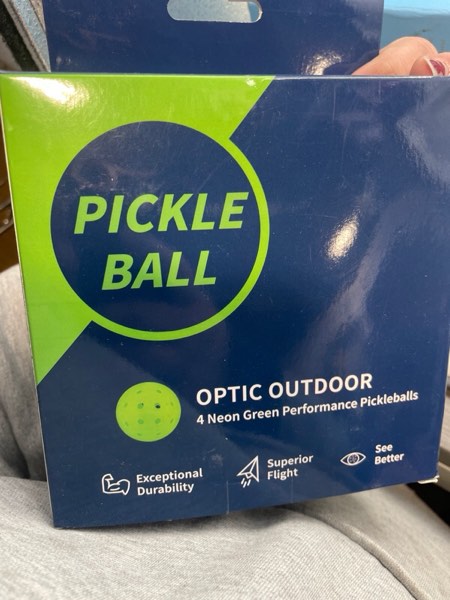 PICKLE
BALL
OPTIC OUTDOOR
4 Neon Green Performance Pickleballs
Exceptional
Durability
Superior
Flight
See
Better